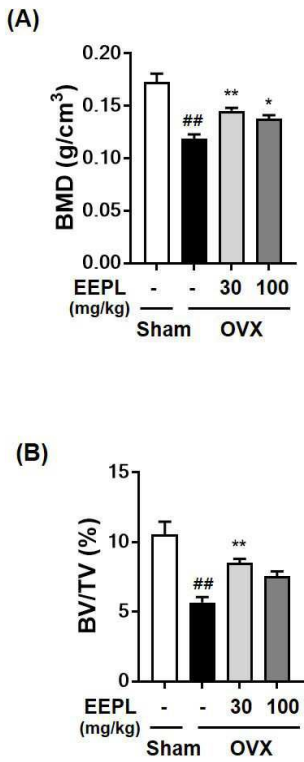 (A)
BMD (g/cm³)
0.20
0.15
0.10
0.05
0.00
##
**
*
EEPL - - 30 100
(mg/kg)
Sham OVX
(B)
BV/TV (%)
15
10
5
0
##
**
EEPL - - 30 100
(mg/kg)
Sham OVX